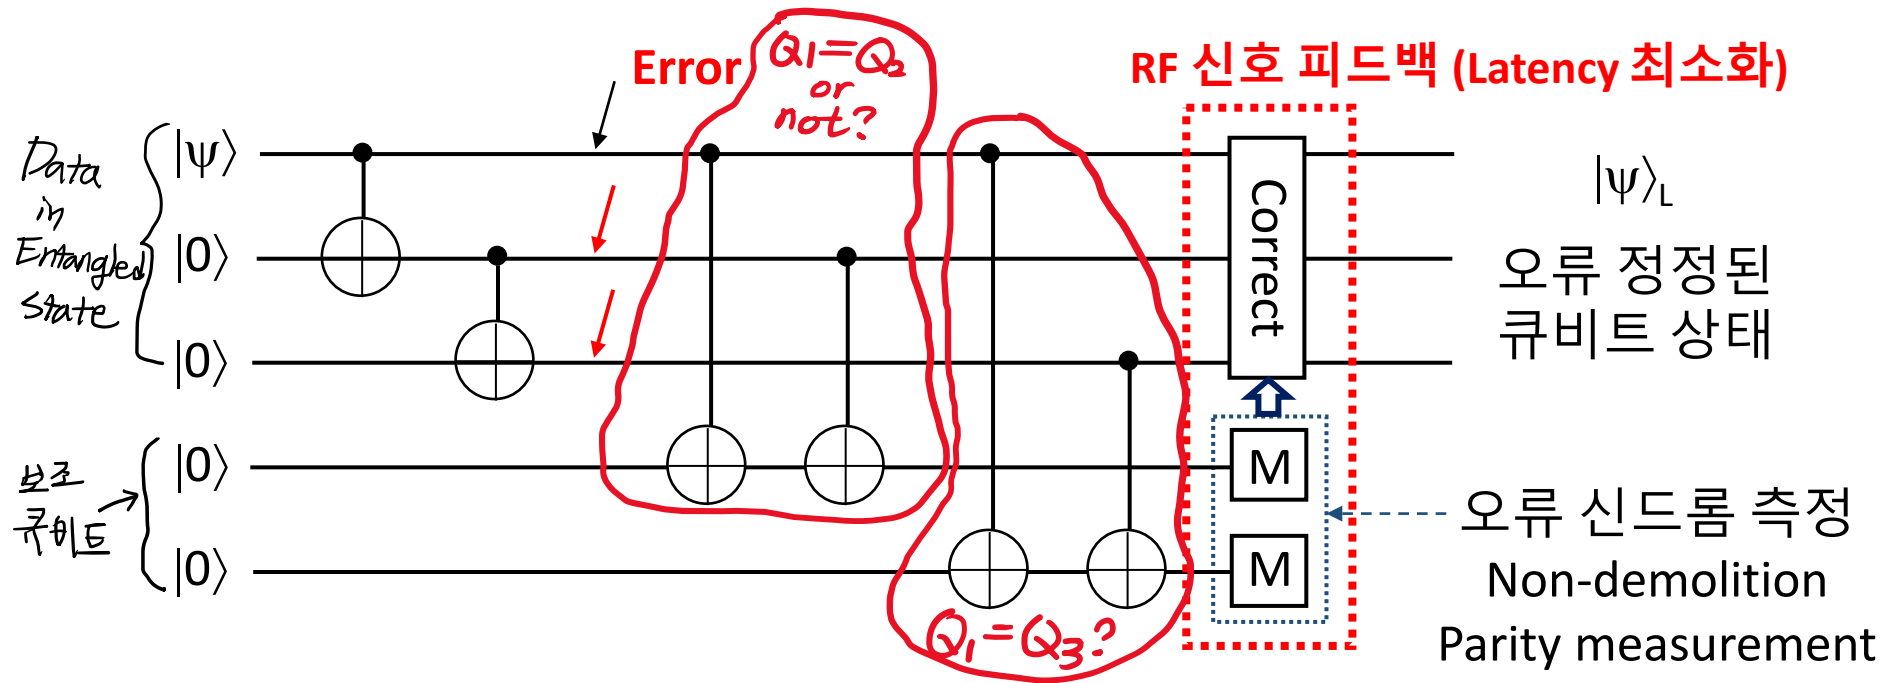 Q1=Q2
or
not?
Error
RF 신호 피드백 (Latency 최소화)
Data
in
Entangled
State
|ψ⟩
|0⟩
|0⟩
|0⟩
|0⟩
보조
큐비트
Correct
M
M
Q1=Q3?
|ψ⟩L
오류 정정된
큐비트 상태
오류 신드롬 측정
Non-demolition
Parity measurement